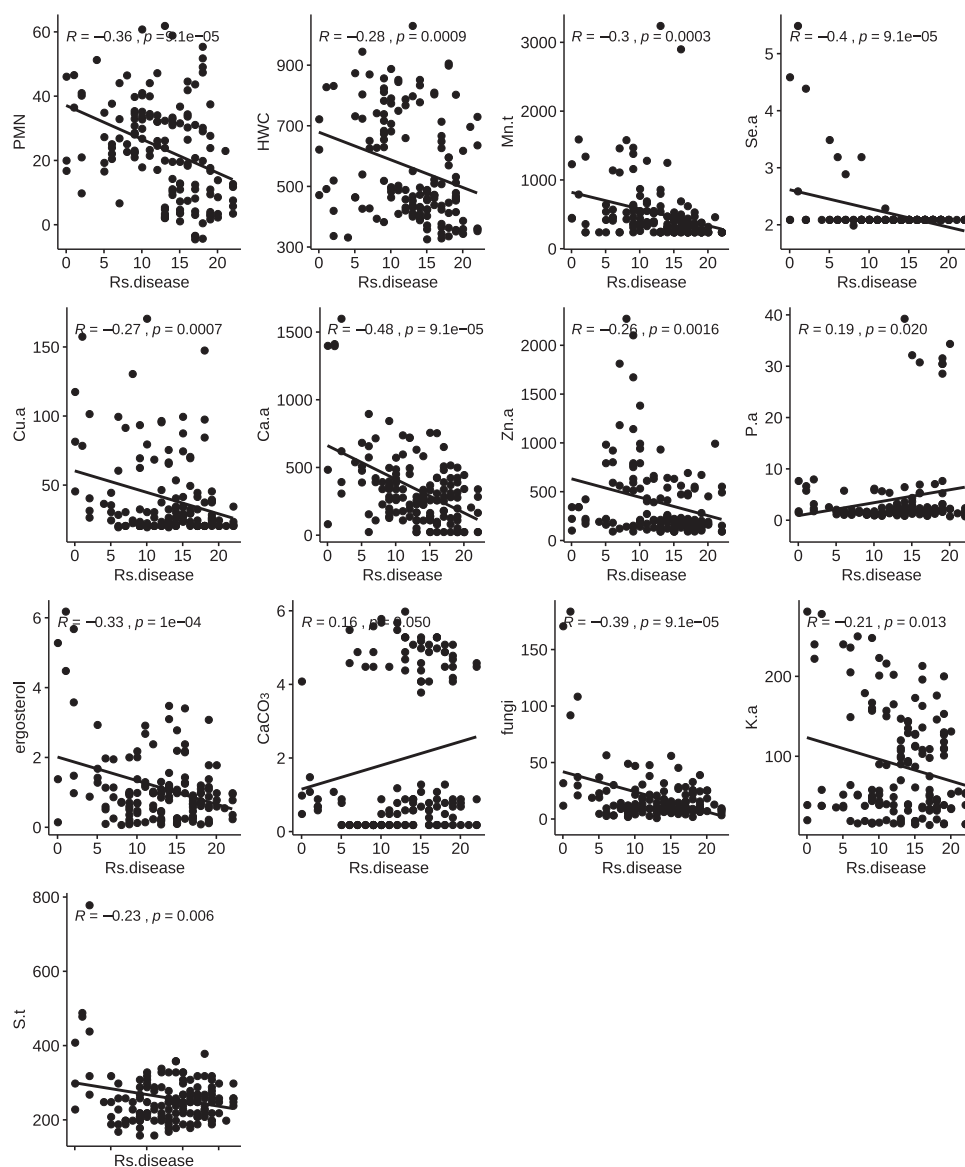 R = −0.36 , p = 9.1e−05
PMN
60
40
20
0
0 5 10 15 20
Rs.disease
R = −0.28 , p = 0.0009
HWC
900
700
500
300
0 5 10 15 20
Rs.disease
R = −0.3 , p = 0.0003
Mn.t
3000
2000
1000
0
0 5 10 15 20
Rs.disease
R = −0.4 , p = 9.1e−05
Se.a
5
4
3
2
0 5 10 15 20
Rs.disease
R = −0.27 , p = 0.0007
Cu.a
150
100
50
0 5 10 15 20
Rs.disease
R = −0.48 , p = 9.1e−05
Ca.a
1500
1000
500
0
0 5 10 15 20
Rs.disease
R = −0.26 , p = 0.0016
Zn.a
2000
1500
1000
500
0
0 5 10 15 20
Rs.disease
R = 0.19 , p = 0.020
P.a
40
30
20
10
0
0 5 10 15 20
Rs.disease
R = −0.33 , p = 1e−04
ergosterol
6
4
2
0
0 5 10 15 20
Rs.disease
R = 0.16 , p = 0.050
CaCO₃
6
4
2
0
0 5 10 15 20
Rs.disease
R = −0.39 , p = 9.1e−05
fungi
150
100
50
0
0 5 10 15 20
Rs.disease
R = −0.21 , p = 0.013
K.a
200
100
0 5 10 15 20
Rs.disease
R = −0.23 , p = 0.006
S.t
800
600
400
200
Rs.disease